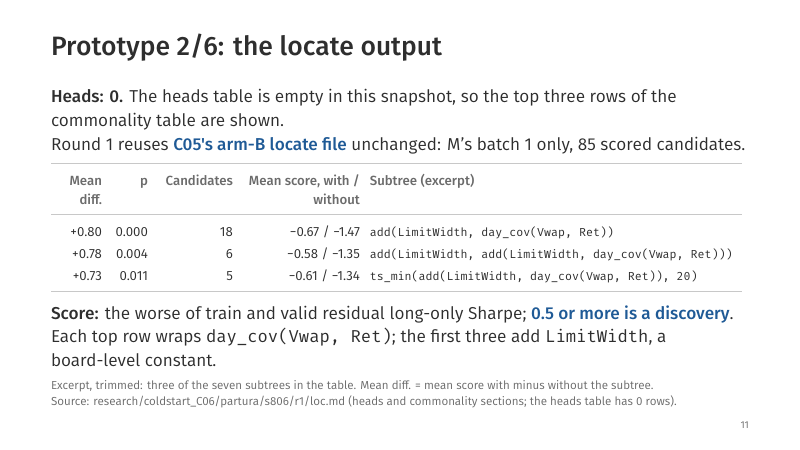 Prototype 2/6: the locate output
Heads: 0. The heads table is empty in this snapshot, so the top three rows of the
commonality table are shown.
Round 1 reuses C05's arm-B locate file unchanged: M's batch 1 only, 85 scored candidates.
Mean diff. p Candidates Mean score, with / without Subtree (excerpt)
+0.80 0.000 18 −0.67 / −1.47 add(LimitWidth, day_cov(Vwap, Ret))
+0.78 0.004 6 −0.58 / −1.35 add(LimitWidth, add(LimitWidth, day_cov(Vwap, Ret)))
+0.73 0.011 5 −0.61 / −1.34 ts_min(add(LimitWidth, day_cov(Vwap, Ret)), 20)
Score: the worse of train and valid residual long-only Sharpe; 0.5 or more is a discovery.
Each top row wraps day_cov(Vwap, Ret); the first three add LimitWidth, a
board-level constant.
Excerpt, trimmed: three of the seven subtrees in the table. Mean diff. = mean score with minus without the subtree.
Source: research/coldstart_C06/partura/s806/r1/loc.md (heads and commonality sections; the heads table has 0 rows).
11